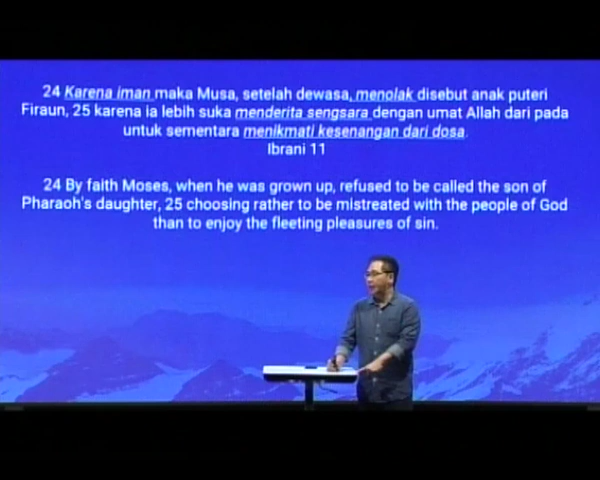 24 Karena iman maka Musa, setelah dewasa, menolak disebut anak puteri
Firaun, 25 karena ia lebih suka menderita sengsara dengan umat Allah dari pada
untuk sementara menikmati kesenangan dari dosa.
Ibrani 11
24 By faith Moses, when he was grown up, refused to be called the son of
Pharaoh's daughter, 25 choosing rather to be mistreated with the people of God
than to enjoy the fleeting pleasures of sin.